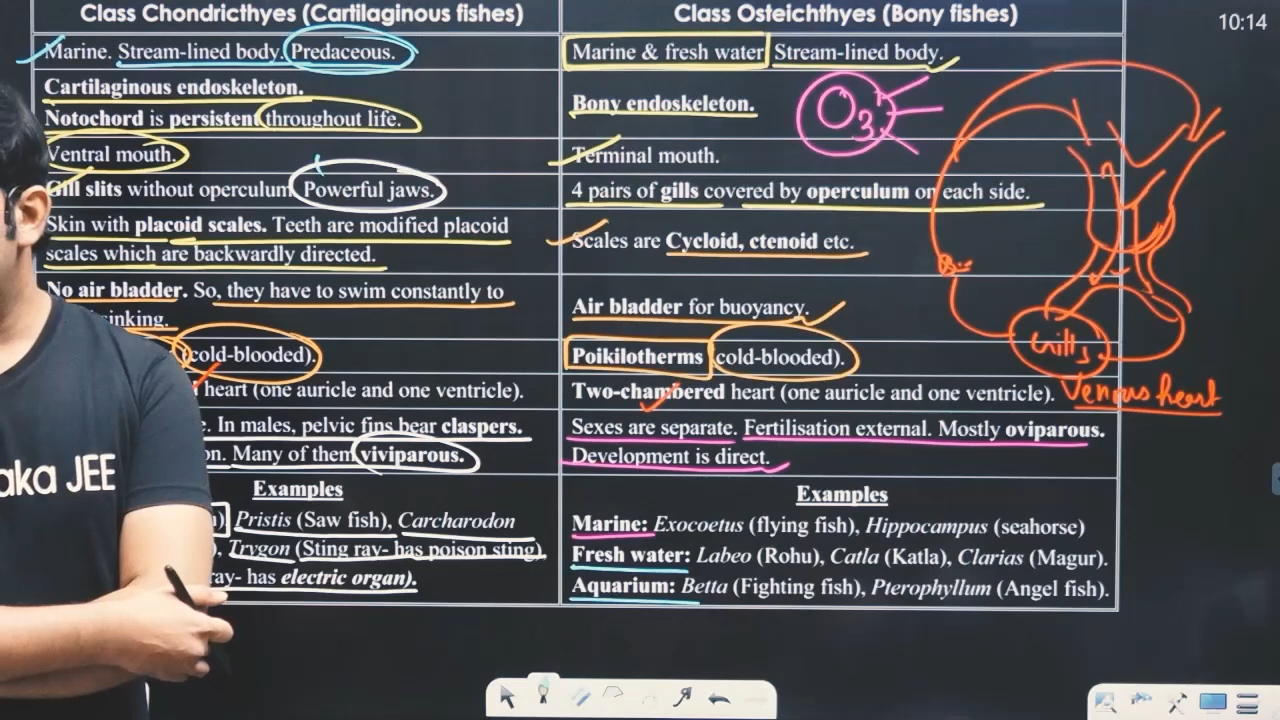 Class Chondricthyes (Cartilaginous fishes)
Class Osteichthyes (Bony fishes)
10:14
Marine. Stream-lined body. Predaceous.
Marine & fresh water Stream-lined body.
Cartilaginous endoskeleton.
Notochord is persistent throughout life.
Bony endoskeleton.
O3
Ventral mouth.
Terminal mouth.
Gill slits without operculum Powerful jaws.
4 pairs of gills covered by operculum on each side.
Skin with placoid scales. Teeth are modified placoid
scales which are backwardly directed.
Scales are Cycloid, ctenoid etc.
No air bladder. So, they have to swim constantly to
sinking.
Air bladder for buoyancy.
Gills
(cold-blooded).
Poikilotherms (cold-blooded).
heart (one auricle and one ventricle).
Two-chambered heart (one auricle and one ventricle).
Venous heart
In males, pelvic fins bear claspers.
Many of them viviparous.
Sexes are separate. Fertilisation external. Mostly oviparous.
Development is direct.
aka JEE
Examples
Pristis (Saw fish), Carcharodon
Trygon (Sting ray- has poison sting),
ray- has electric organ).
Examples
Marine: Exocoetus (flying fish), Hippocampus (seahorse)
Fresh water: Labeo (Rohu), Catla (Katla), Clarias (Magur).
Aquarium: Betta (Fighting fish), Pterophyllum (Angel fish).